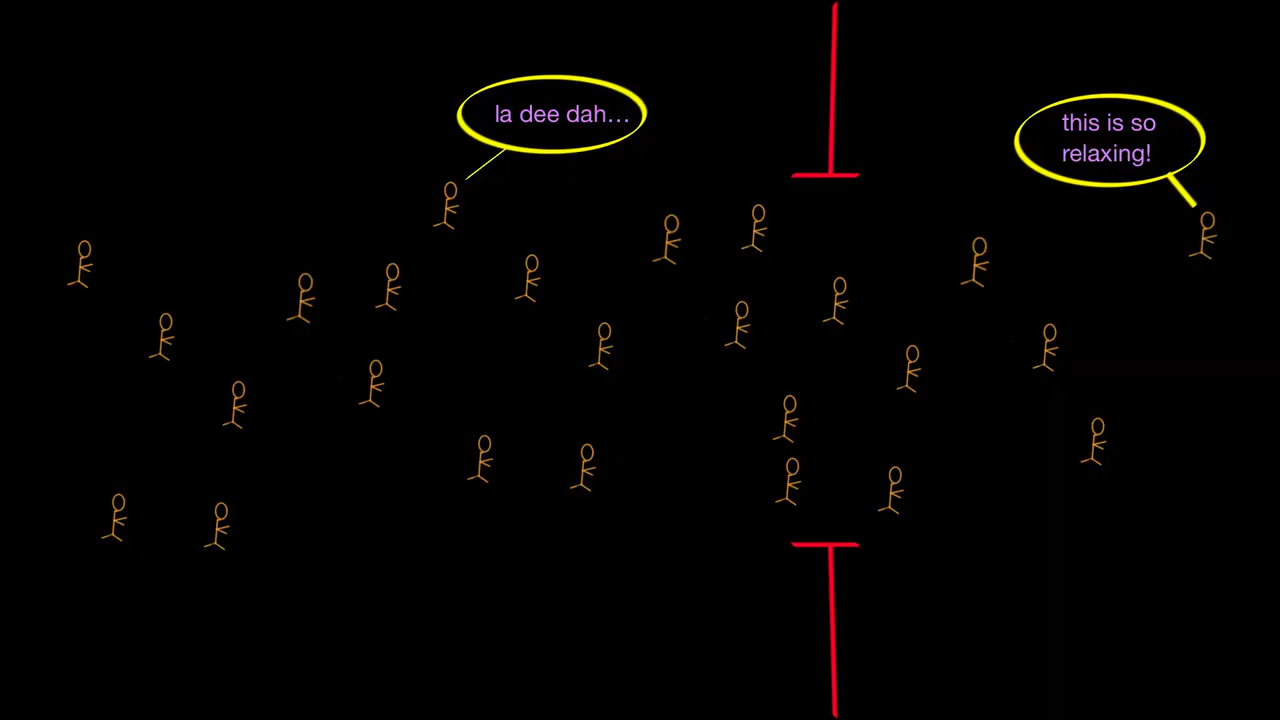 la dee dah…
this is so
relaxing!